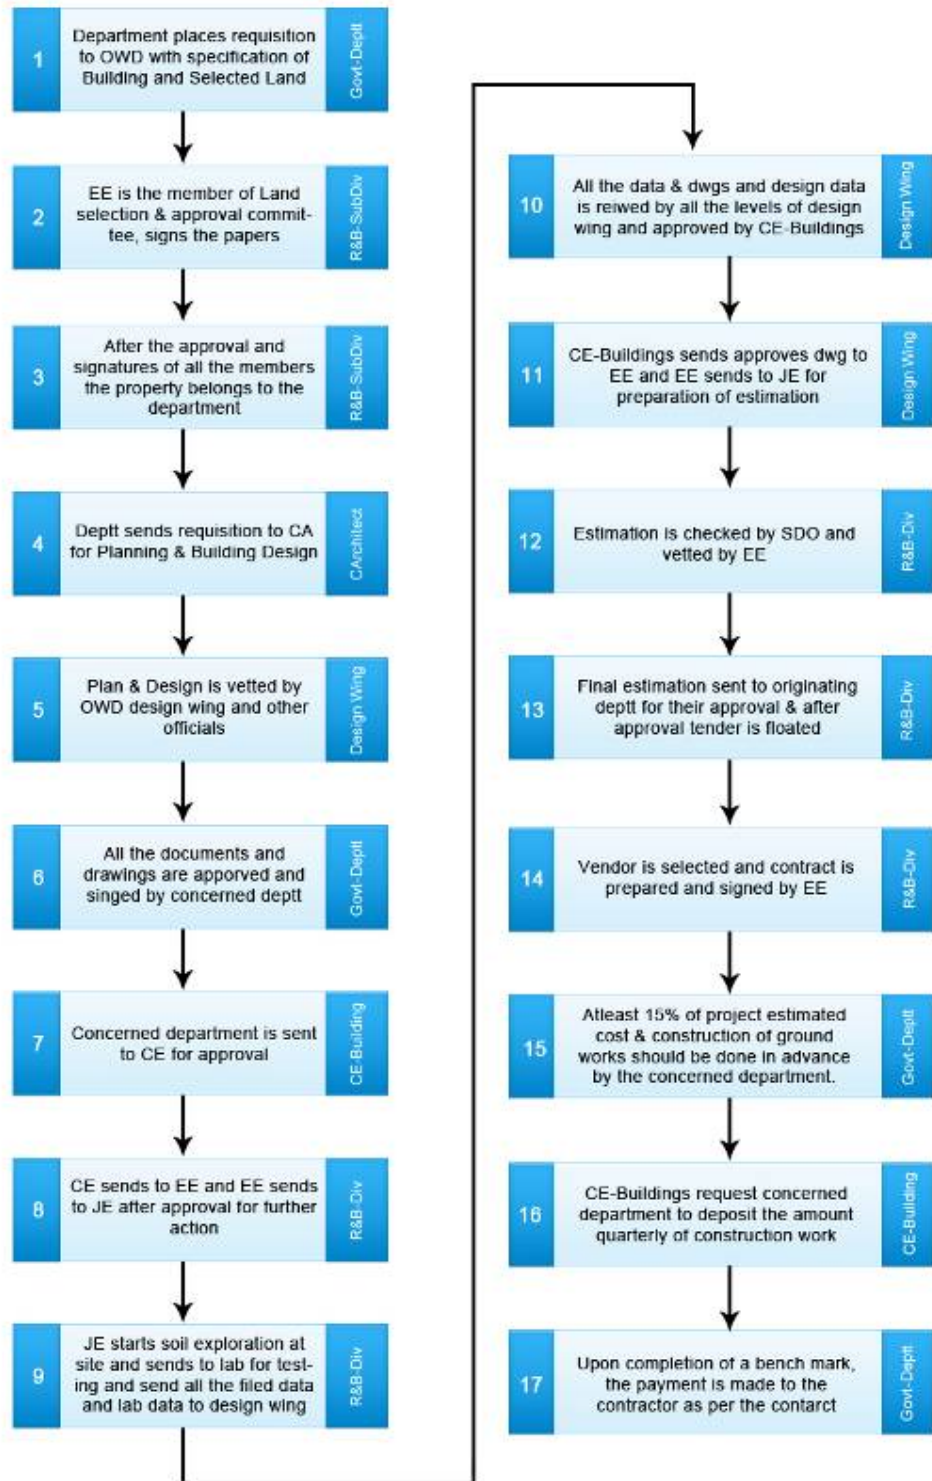 1
Department places requisition
to OWD with specification of
Building and Selected Land
Govt-Deptt
2
EE is the member of Land
selection & approval commit-
tee, signs the papers
R&B-SubDiv
3
After the approval and
signatures of all the members
the property belongs to the
department
R&B-SubDiv
4
Deptt sends requisition to CA
for Planning & Building Design
CArchitect
5
Plan & Design is vetted by
OWD design wing and other
officials
Design Wing
6
All the documents and
drawings are apporved and
singed by concerned deptt
Govt-Deptt
7
Concerned department is sent
to CE for approval
CE-Building
8
CE sends to EE and EE sends
to JE after approval for further
action
R&B-Div
9
JE starts soil exploration at
site and sends to lab for test-
ing and send all the filed data
and lab data to design wing
R&B-Div
10
All the data & dwgs and design data
is reiwed by all the levels of design
wing and approved by CE-Buildings
Design Wing
11
CE-Buildings sends approves dwg to
EE and EE sends to JE for
preparation of estimation
Design Wing
12
Estimation is checked by SDO and
vetted by EE
R&B-Div
13
Final estimation sent to originating
deptt for their approval & after
approval tender is floated
R&B-Div
14
Vendor is selected and contract is
prepared and signed by EE
R&B-Div
15
Atleast 15% of project estimated
cost & construction of ground
works should be done in advance
by the concerned department.
Govt-Deptt
16
CE-Buildings request concerned
department to deposit the amount
quarterly of construction work
CE-Building
17
Upon completion of a bench mark,
the payment is made to the
contractor as per the contarct
Govt-Deptt